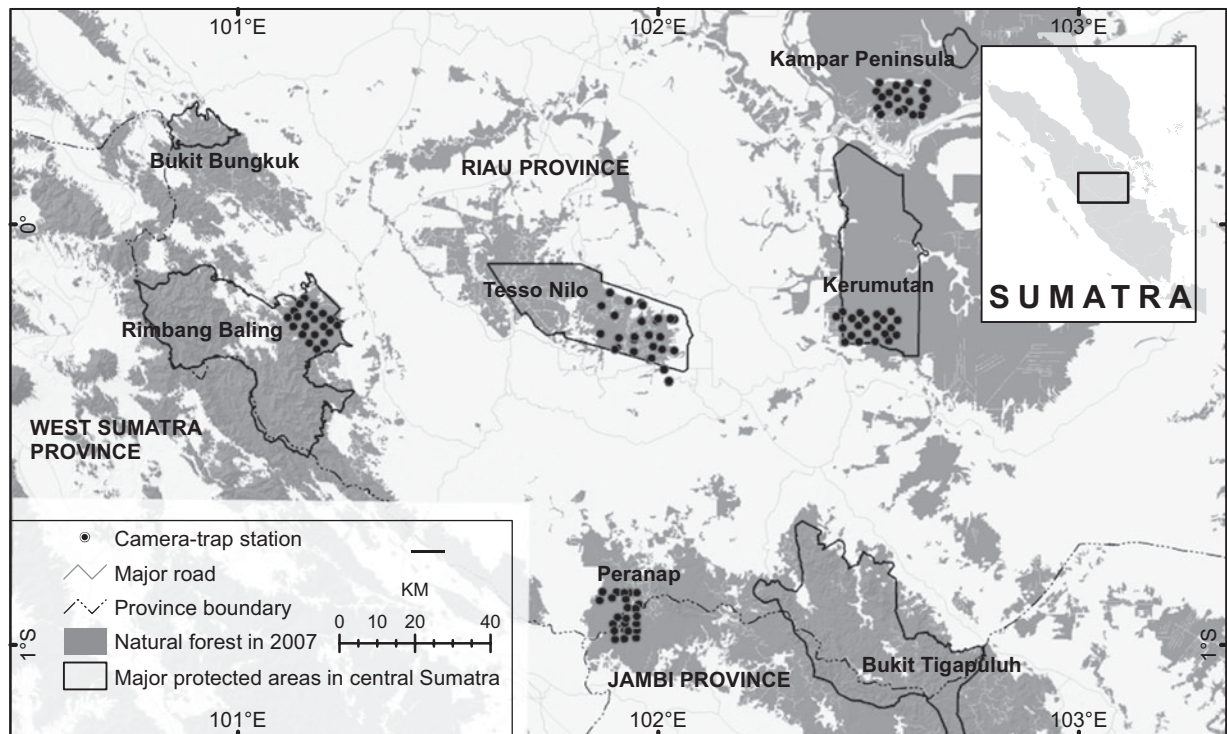 101°E
102°E
103°E
Kampar Peninsula
Bukit Bungkuk
RIAU PROVINCE
0°
Tesso Nilo
Kerumutan
SUMATRA
Rimbang Baling
WEST SUMATRA
PROVINCE
Camera-trap station
Major road
Province boundary
Natural forest in 2007
Major protected areas in central Sumatra
KM
0 10 20 40
Peranap
1°S
1°S
Bukit Tigapuluh
JAMBI PROVINCE
101°E
102°E
103°E